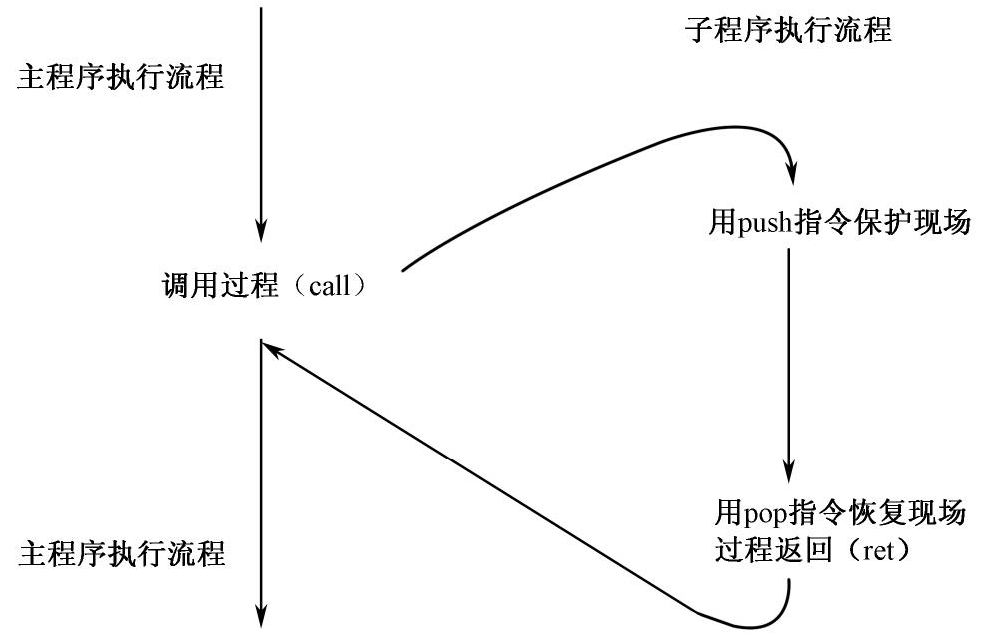 子程序执行流程
主程序执行流程
用push指令保护现场
调用过程（call）
用pop指令恢复现场
过程返回（ret）
主程序执行流程